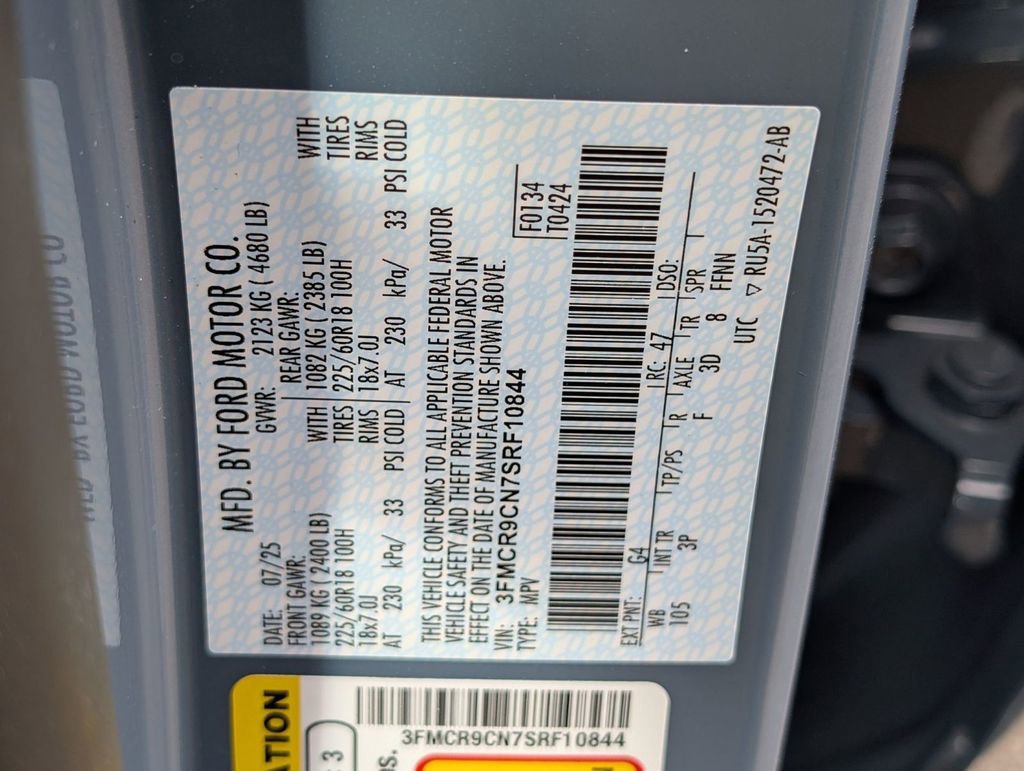 MFD. BY FORD MOTOR CO.
DATE: 07/25 GVWR: 2123 KG ( 4680 LB)
FRONT GAWR: REAR GAWR:
1089 KG ( 2400 LB) WITH 1082 KG ( 2385 LB) WITH
225/60R18 100H TIRES 225/60R18 100H TIRES
18x7.0J RIMS 18x7.0J RIMS
AT 230 kPa/ 33 PSI COLD AT 230 kPa/ 33 PSI COLD
THIS VEHICLE CONFORMS TO ALL APPLICABLE FEDERAL MOTOR
VEHICLE SAFETY AND THEFT PREVENTION STANDARDS IN
EFFECT ON THE DATE OF MANUFACTURE SHOWN ABOVE.
VIN: 3FMCR9CN7SRF10844 F0134
TYPE: MPV T0424
EXT PNT: G4 RC: 47 DSO:
WB INT TR TP/PS R AXLE TR SPR
105 3P F 3D 8 FFNN
UTC ▽ RU5A-1520472-AB
ATION
3
3FMCR9CN7SRF10844